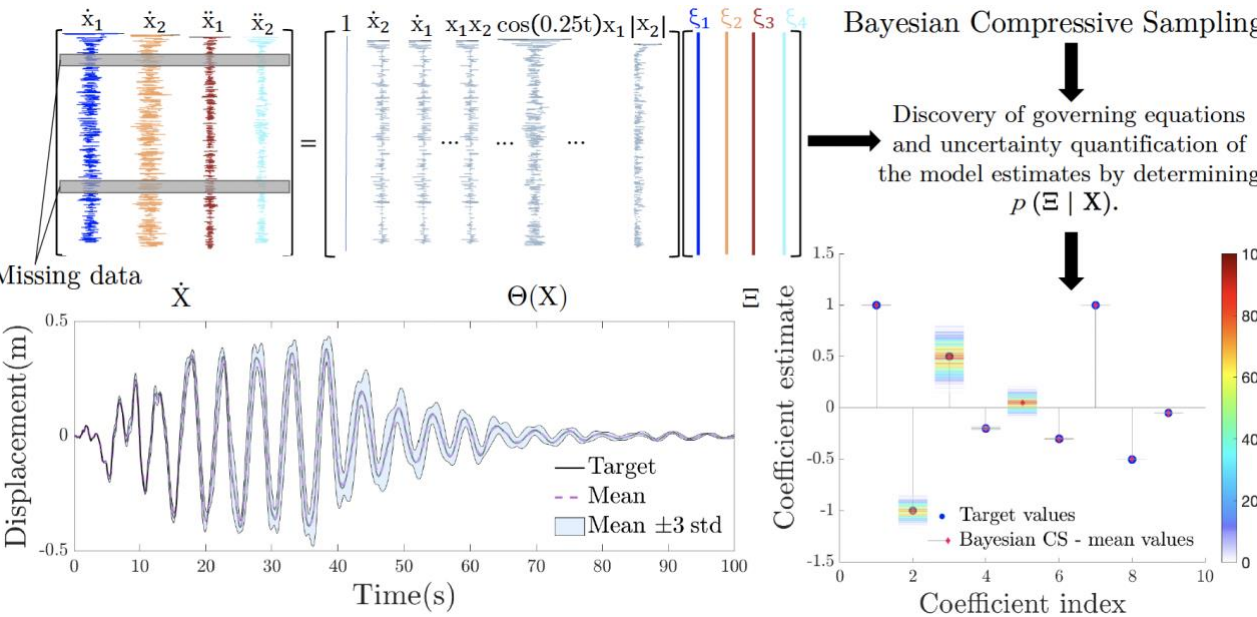 ẋ₁ ẋ₂ ẍ₁ ẍ₂
=
1 ẋ₂ ẋ₁ x₁x₂ cos(0.25t)x₁|x₂|
... ... ...
ξ₁ ξ₂ ξ₃ ξ₄
Missing data
Ẋ
Θ(X)
Ξ
Bayesian Compressive Sampling
Discovery of governing equations
and uncertainty quantification of
the model estimates by determining
p (Ξ | X).
Displacement(m)
0.5
0
-0.5
0 10 20 30 40 50 60 70 80 90 100
Time(s)
Target
Mean
Mean ±3 std
Coefficient estimate
1.5
1
0.5
0
-0.5
-1
-1.5
0 2 4 6 8 10
Coefficient index
Target values
Bayesian CS - mean values
80
60
40
20
0